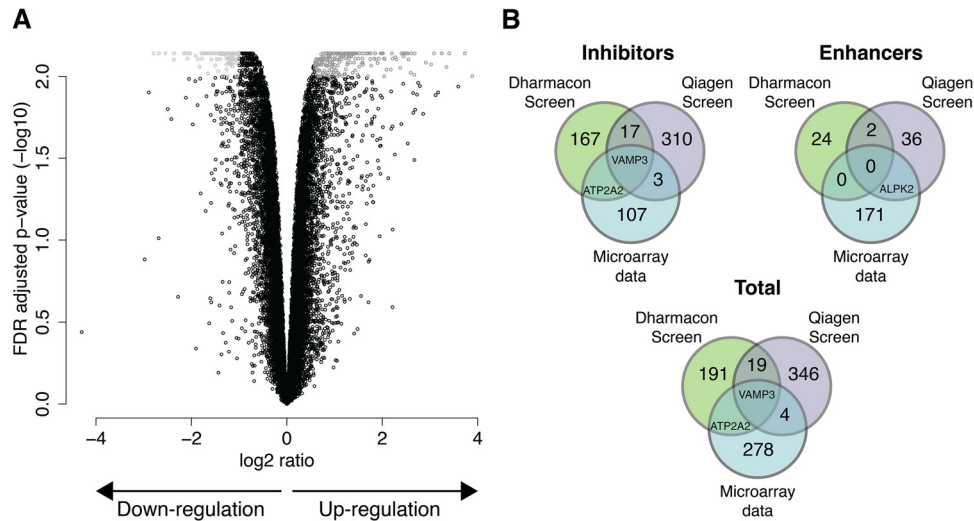 A
FDR adjusted p-value (−log10)
2.0
1.5
1.0
0.5
0.0
−4
−2
0
2
4
log2 ratio
Down-regulation
Up-regulation
B
Inhibitors
Dharmacon
Screen
Qiagen
Screen
167
17
310
VAMP3
ATP2A2
3
107
Microarray
data
Enhancers
Dharmacon
Screen
Qiagen
Screen
24
2
36
0
0
ALPK2
171
Microarray
data
Total
Dharmacon
Screen
Qiagen
Screen
191
19
346
VAMP3
ATP2A2
4
278
Microarray
data